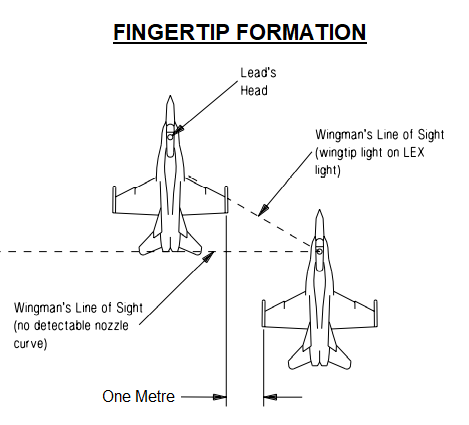 FINGERTIP FORMATION
Lead's
Head
Wingman's Line of Sight
(wingtip light on LEX
light)
Wingman's Line of Sight
(no detectable nozzle
curve)
One Metre